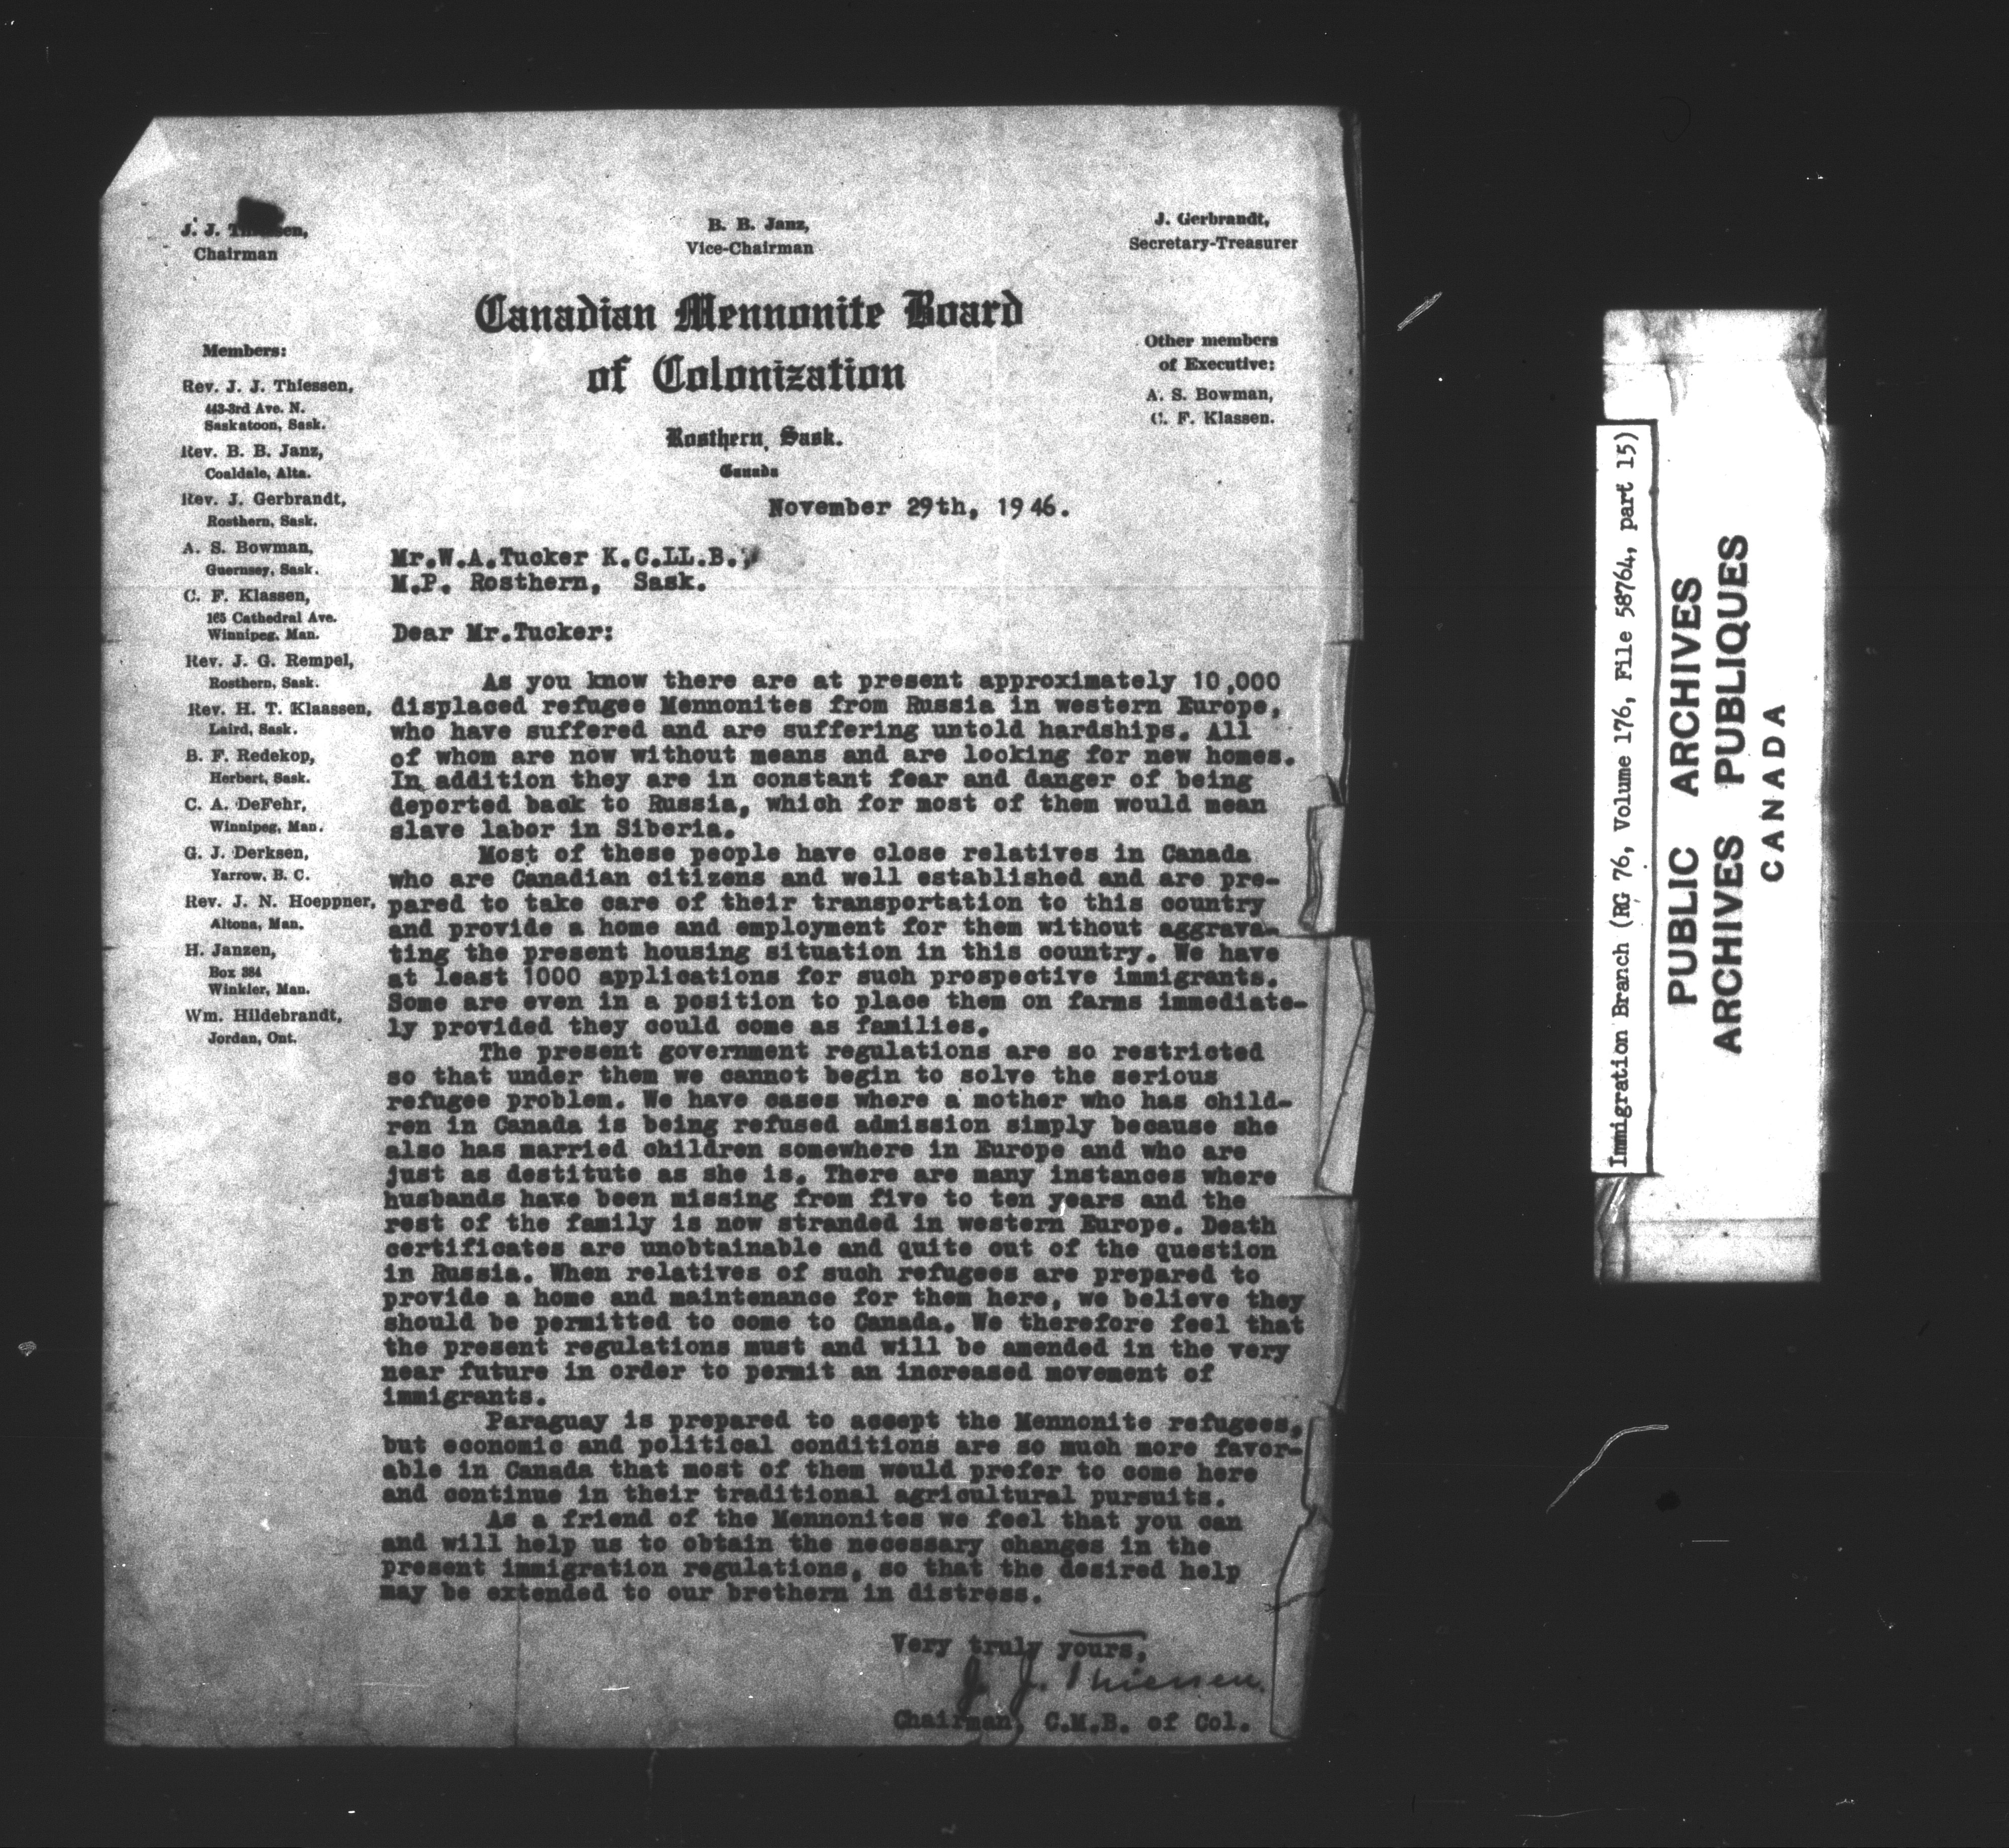 J. J. Thiessen,
Chairman
B. B. Janz,
Vice-Chairman
J. Gerbrandt,
Secretary-Treasurer
Canadian Mennonite Board
of Colonization
Rosthern, Sask.
Canada
Other members
of Executive:
A. S. Bowman,
C. F. Klassen.
Members:
Rev. J. J. Thiessen,
443-3rd Ave. N.
Saskatoon, Sask.
Rev. B. B. Janz,
Coaldale, Alta.
Rev. J. Gerbrandt,
Rosthern, Sask.
A. S. Bowman,
Guernsey, Sask.
C. F. Klassen,
165 Cathedral Ave.
Winnipeg, Man.
Rev. J. G. Rempel,
Rosthern, Sask.
Rev. H. T. Klaassen,
Laird, Sask.
B. F. Redekop,
Herbert, Sask.
C. A. DeFehr,
Winnipeg, Man.
G. J. Derksen,
Yarrow, B. C.
Rev. J. N. Hoeppner,
Altona, Man.
H. Janzen,
Box 384
Winkler, Man.
Wm. Hildebrandt,
Jordan, Ont.
November 29th, 1946.
Mr.W.A.Tucker K.C.LL.B.,
M.P. Rosthern, Sask.
Dear Mr.Tucker:
As you know there are at present approximately 10,000
displaced refugee Mennonites from Russia in western Europe,
who have suffered and are suffering untold hardships. All
of whom are now without means and are looking for new homes.
In addition they are in constant fear and danger of being
deported back to Russia, which for most of them would mean
slave labor in Siberia.
Most of these people have close relatives in Canada
who are Canadian citizens and well established and are pre-
pared to take care of their transportation to this country
and provide a home and employment for them without aggrava-
ting the present housing situation in this country. We have
at least 1000 applications for such prospective immigrants.
Some are even in a position to place them on farms immediate-
ly provided they could come as families.
The present government regulations are so restricted
so that under them we cannot begin to solve the serious
refugee problem. We have cases where a mother who has child-
ren in Canada is being refused admission simply because she
also has married children somewhere in Europe and who are
just as destitute as she is. There are many instances where
husbands have been missing from five to ten years and the
rest of the family is now stranded in western Europe. Death
certificates are unobtainable and quite out of the question
in Russia. When relatives of such refugees are prepared to
provide a home and maintenance for them here, we believe they
should be permitted to come to Canada. We therefore feel that
the present regulations must and will be amended in the very
near future in order to permit an increased movement of
immigrants.
Paraguay is prepared to accept the Mennonite refugees,
but economic and political conditions are so much more favor-
able in Canada that most of them would prefer to come here
and continue in their traditional agricultural pursuits.
As a friend of the Mennonites we feel that you can
and will help us to obtain the necessary changes in the
present immigration regulations, so that the desired help
may be extended to our brethern in distress.
Very truly yours,
J. J. Thiessen.
Chairman, C.M.B. of Col.
Immigration Branch (RG 76, Volume 176, File 58764, part 15)
PUBLIC ARCHIVES
ARCHIVES PUBLIQUES
CANADA